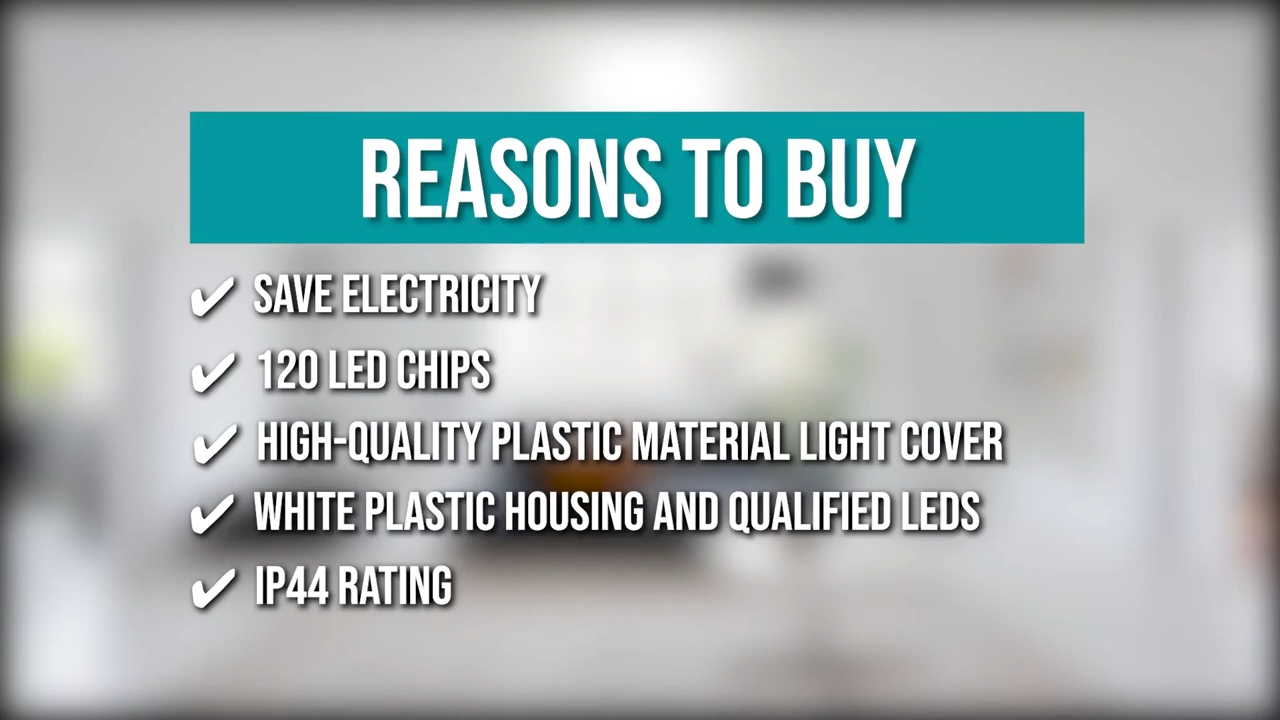 REASONS TO BUY
✔ SAVE ELECTRICITY
✔ 120 LED CHIPS
✔ HIGH-QUALITY PLASTIC MATERIAL LIGHT COVER
✔ WHITE PLASTIC HOUSING AND QUALIFIED LEDS
✔ IP44 RATING